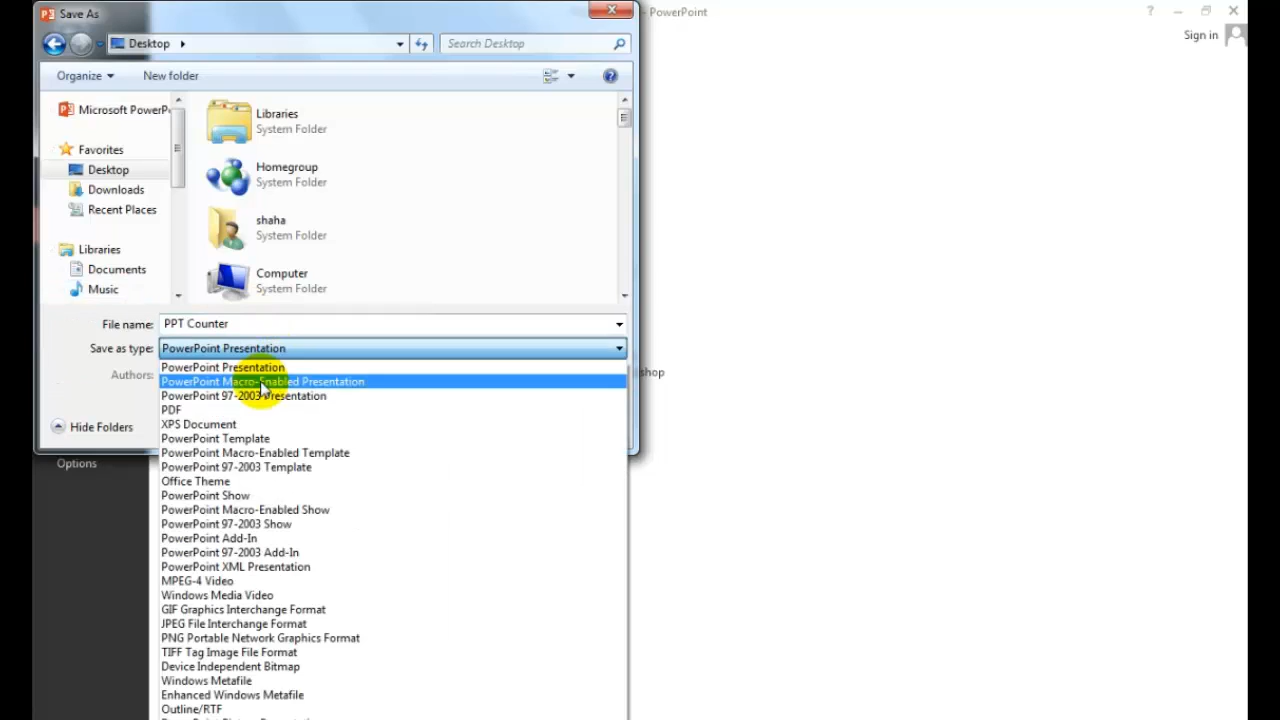 Save As
- PowerPoint
Sign in
Desktop
Search Desktop
Organize
New folder
Microsoft PowerP
Favorites
Desktop
Downloads
Recent Places
Libraries
Documents
Music
Libraries
System Folder
Homegroup
System Folder
shaha
System Folder
Computer
System Folder
File name: PPT Counter
Save as type: PowerPoint Presentation
Authors:
Hide Folders
Options
shop
PowerPoint Presentation
PowerPoint Macro-Enabled Presentation
PowerPoint 97-2003 Presentation
PDF
XPS Document
PowerPoint Template
PowerPoint Macro-Enabled Template
PowerPoint 97-2003 Template
Office Theme
PowerPoint Show
PowerPoint Macro-Enabled Show
PowerPoint 97-2003 Show
PowerPoint Add-In
PowerPoint 97-2003 Add-In
PowerPoint XML Presentation
MPEG-4 Video
Windows Media Video
GIF Graphics Interchange Format
JPEG File Interchange Format
PNG Portable Network Graphics Format
TIFF Tag Image File Format
Device Independent Bitmap
Windows Metafile
Enhanced Windows Metafile
Outline/RTF